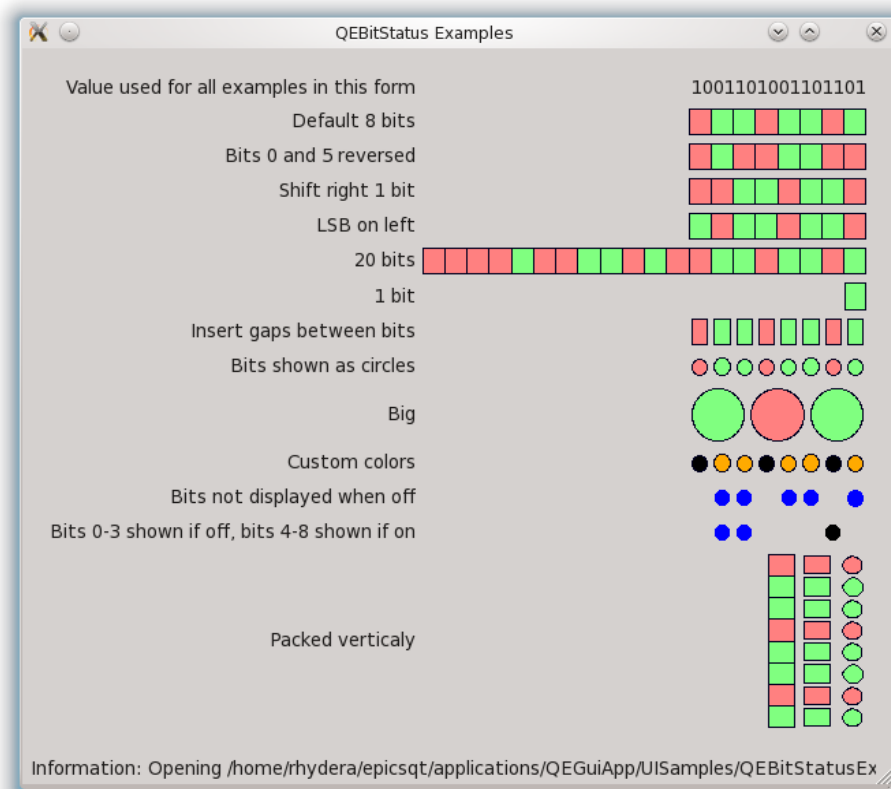 QEBitStatus Examples
Value used for all examples in this form 1001101001101101
Default 8 bits
Bits 0 and 5 reversed
Shift right 1 bit
LSB on left
20 bits
1 bit
Insert gaps between bits
Bits shown as circles
Big
Custom colors
Bits not displayed when off
Bits 0-3 shown if off, bits 4-8 shown if on
Packed verticaly
Information: Opening /home/rhydera/epicsqt/applications/QEGuiApp/UISamples/QEBitStatusEx